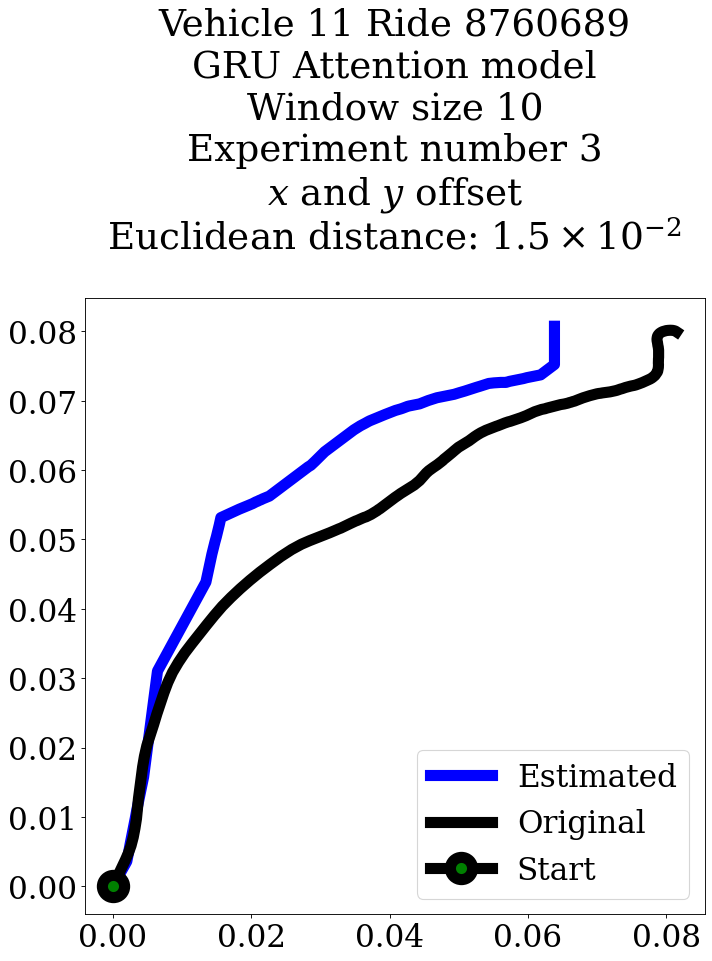 Vehicle 11 Ride 8760689
GRU Attention model
Window size 10
Experiment number 3
x and y offset
Euclidean distance: 1.5 × 10⁻²
0.08
0.07
0.06
0.05
0.04
0.03
0.02
0.01
0.00
Estimated
Original
Start
0.00 0.02 0.04 0.06 0.08